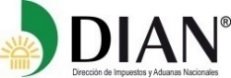 DIAN®
Dirección de Impuestos y Aduanas Nacionales